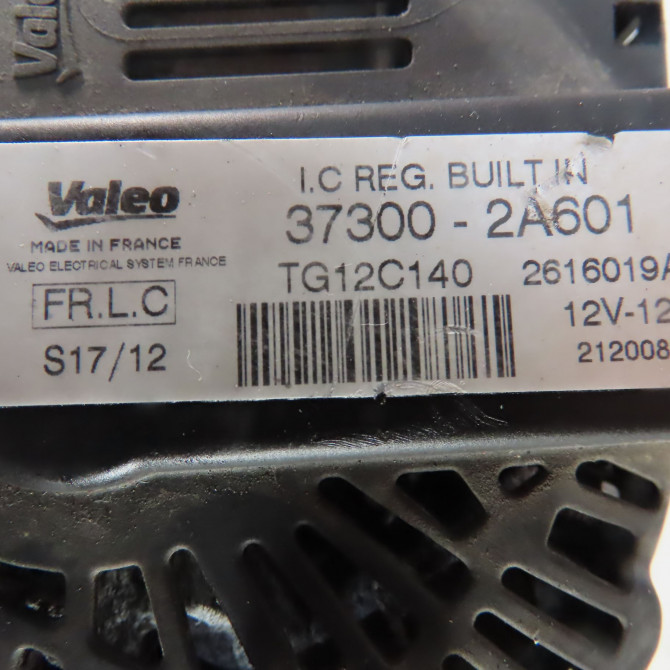 Valeo
Valeo
MADE IN FRANCE
VALEO ELECTRICAL SYSTEM FRANCE
FR.L.C
S17/12
I.C REG. BUILT IN
37300 - 2A601
TG12C140 2616019A
12V-12
212008